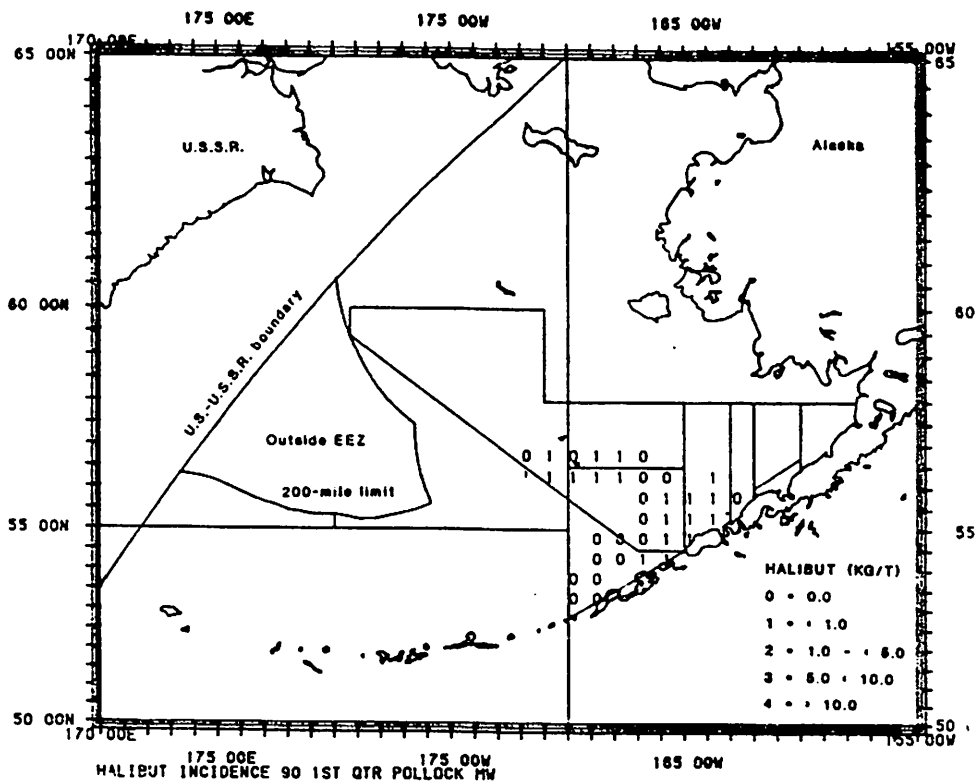 175 00E 175 00W 165 00W
170 00E 155 00W
65 00N 65
U.S.S.R. Alaska
60 00N 60
U.S.-U.S.S.R. boundary
Outside EEZ
0 1 0 1 1 0
1 1 1 1 1 0 0 1
200-mile limit 0 1 1 1 0
55 00N 0 0 1 1 1 55
0 0 0 0 1 1
0 0 1 1
HALIBUT (KG/T)
0 0
0 = 0.0
0 0
1 = < 1.0
2 = 1.0 - < 5.0
3 = 5.0 < 10.0
4 = > 10.0
50 00N 50
170 00E 155 00W
175 00E 175 00W 165 00W
HALIBUT INCIDENCE 90 1ST QTR POLLOCK MW